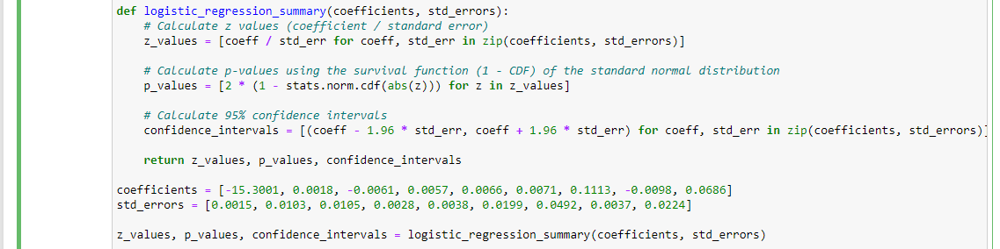 def logistic_regression_summary(coefficients, std_errors):
    # Calculate z values (coefficient / standard error)
    z_values = [coeff / std_err for coeff, std_err in zip(coefficients, std_errors)]
    # Calculate p-values using the survival function (1 - CDF) of the standard normal distribution
    p_values = [2 * (1 - stats.norm.cdf(abs(z))) for z in z_values]
    # Calculate 95% confidence intervals
    confidence_intervals = [(coeff - 1.96 * std_err, coeff + 1.96 * std_err) for coeff, std_err in zip(coefficients, std_errors)]
    return z_values, p_values, confidence_intervals
coefficients = [-15.3001, 0.0018, -0.0061, 0.0057, 0.0066, 0.0071, 0.1113, -0.0098, 0.0686]
std_errors = [0.0015, 0.0103, 0.0105, 0.0028, 0.0038, 0.0199, 0.0492, 0.0037, 0.0224]
z_values, p_values, confidence_intervals = logistic_regression_summary(coefficients, std_errors)